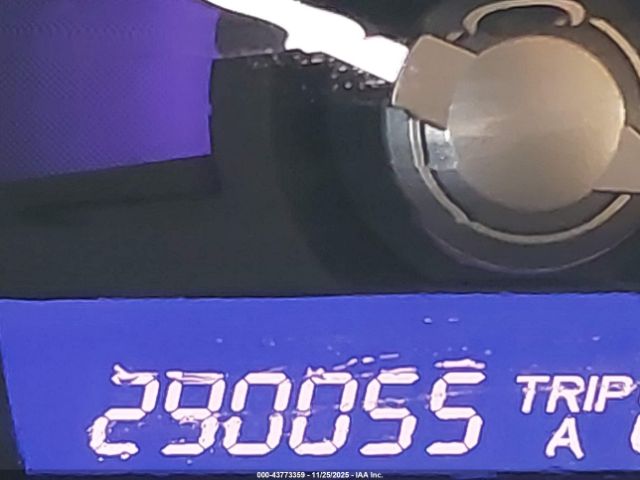 290055 TRIP
A
000-43773359 - 11/25/2025 - IAA Inc.